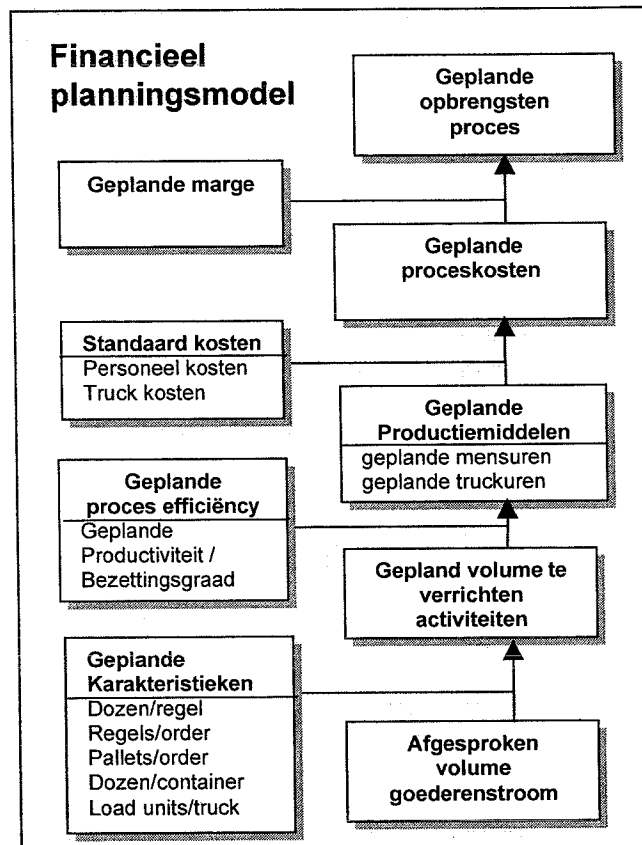 Financieel
planningsmodel
Geplande
opbrengsten
proces
Geplande marge
Geplande
proceskosten
Standaard kosten
Personeel kosten
Truck kosten
Geplande
Productiemiddelen
geplande mensuren
geplande truckuren
Geplande
proces efficiëncy
Geplande
Productiviteit /
Bezettingsgraad
Gepland volume te
verrichten
activiteiten
Geplande
Karakteristieken
Dozen/regel
Regels/order
Pallets/order
Dozen/container
Load units/truck
Afgesproken
volume
goederenstroom